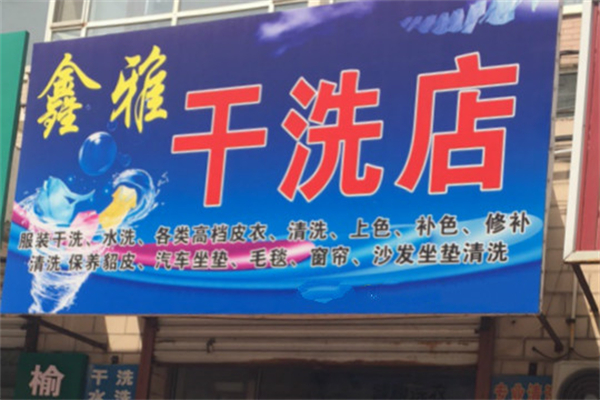 鑫雅
干洗店
服装干洗、水洗、各类高档皮衣、清洗、上色、补色、修补
清洗 保养貂皮、汽车坐垫、毛毯、窗帘、沙发坐垫清洗
榆
干洗
水洗